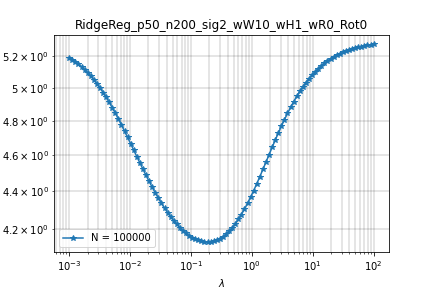 RidgeReg_p50_n200_sig2_wW10_wH1_wR0_Rot0
5.2 × 10⁰
5 × 10⁰
4.8 × 10⁰
4.6 × 10⁰
4.4 × 10⁰
4.2 × 10⁰
N = 100000
10⁻³ 10⁻² 10⁻¹ 10⁰ 10¹ 10²
λ